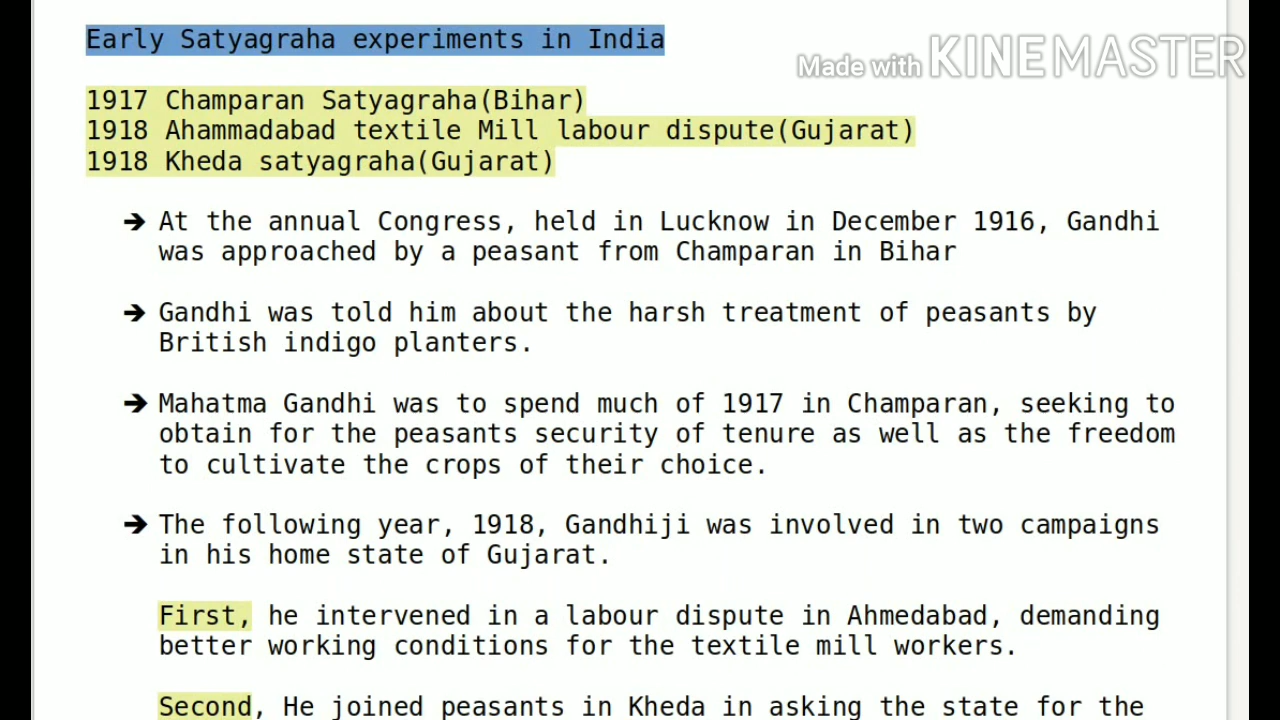 Early Satyagraha experiments in India
Made with KINEMASTER
1917 Champaran Satyagraha(Bihar)
1918 Ahammadabad textile Mill labour dispute(Gujarat)
1918 Kheda satyagraha(Gujarat)
➔ At the annual Congress, held in Lucknow in December 1916, Gandhi
was approached by a peasant from Champaran in Bihar
➔ Gandhi was told him about the harsh treatment of peasants by
British indigo planters.
➔ Mahatma Gandhi was to spend much of 1917 in Champaran, seeking to
obtain for the peasants security of tenure as well as the freedom
to cultivate the crops of their choice.
➔ The following year, 1918, Gandhiji was involved in two campaigns
in his home state of Gujarat.
First, he intervened in a labour dispute in Ahmedabad, demanding
better working conditions for the textile mill workers.
Second, He joined peasants in Kheda in asking the state for the